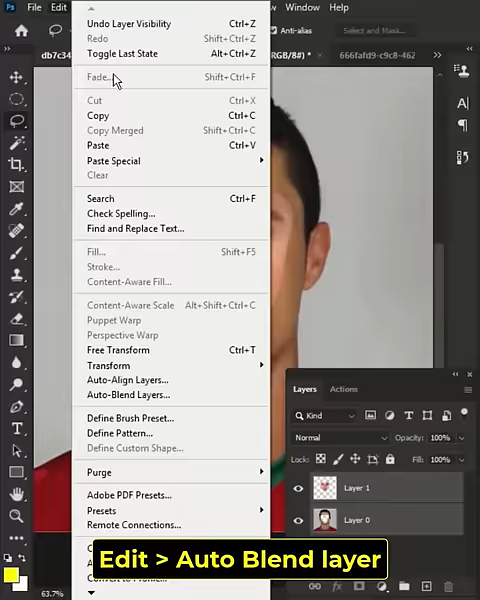 Ps File Edit Window Help
Anti-alias
db7c34 RGB/8#) * × 666fafd9-c9c8-462 »
Undo Layer Visibility Ctrl+Z
Redo Shift+Ctrl+Z
Toggle Last State Alt+Ctrl+Z
Fade... Shift+Ctrl+F
Cut Ctrl+X
Copy Ctrl+C
Copy Merged Shift+Ctrl+C
Paste Ctrl+V
Paste Special
Clear
Search Ctrl+F
Check Spelling...
Find and Replace Text...
Fill... Shift+F5
Stroke...
Content-Aware Fill...
Content-Aware Scale Alt+Shift+Ctrl+C
Puppet Warp
Perspective Warp
Free Transform Ctrl+T
Transform
Auto-Align Layers...
Auto-Blend Layers...
Define Brush Preset...
Define Pattern...
Define Custom Shape...
Purge
Adobe PDF Presets...
Presets
Remote Connections...
Layers Actions
Kind
Normal Opacity: 100%
Lock: Fill: 100%
Layer 1
Layer 0
Edit > Auto Blend layer
63.7%